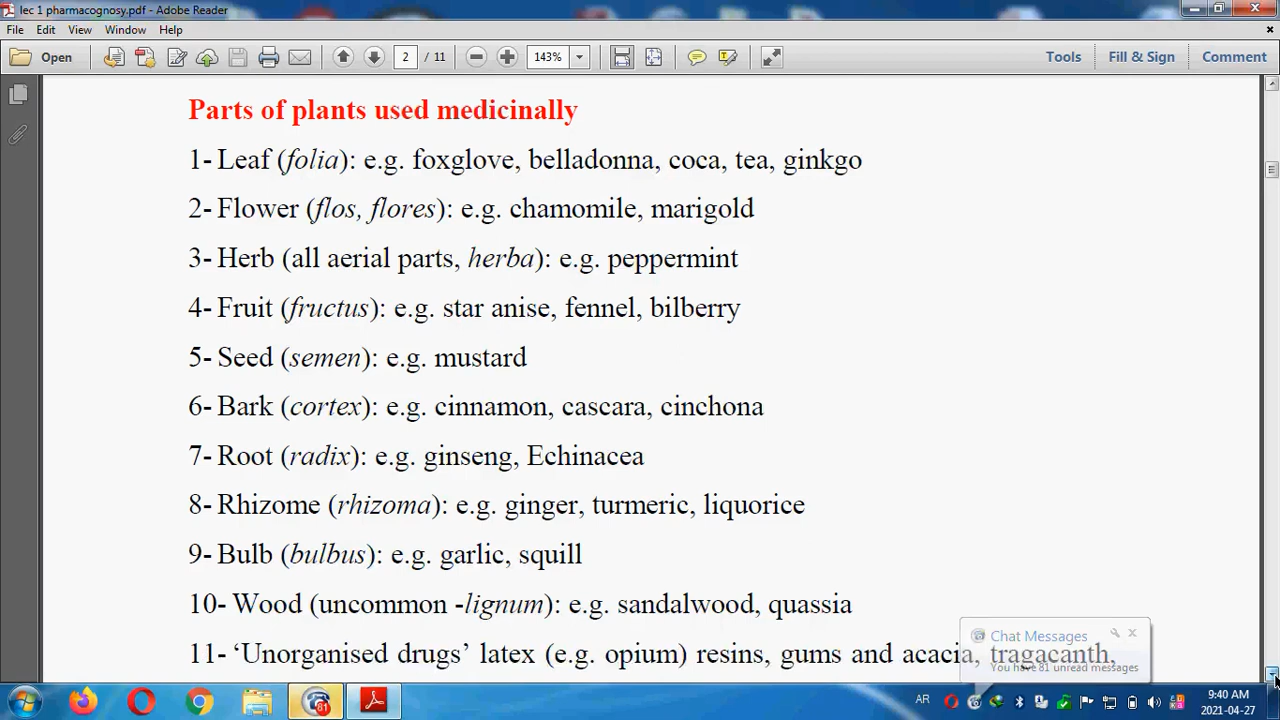 lec 1 pharmacognosy.pdf - Adobe Reader
File Edit View Window Help
Open 2 / 11 143% Tools Fill & Sign Comment
Parts of plants used medicinally
1- Leaf (folia): e.g. foxglove, belladonna, coca, tea, ginkgo
2- Flower (flos, flores): e.g. chamomile, marigold
3- Herb (all aerial parts, herba): e.g. peppermint
4- Fruit (fructus): e.g. star anise, fennel, bilberry
5- Seed (semen): e.g. mustard
6- Bark (cortex): e.g. cinnamon, cascara, cinchona
7- Root (radix): e.g. ginseng, Echinacea
8- Rhizome (rhizoma): e.g. ginger, turmeric, liquorice
9- Bulb (bulbus): e.g. garlic, squill
10- Wood (uncommon -lignum): e.g. sandalwood, quassia
11- ‘Unorganised drugs’ latex (e.g. opium) resins, gums and acacia, tragacanth,
Chat Messages
You have 81 unread messages
81
AR
9:40 AM
2021-04-27